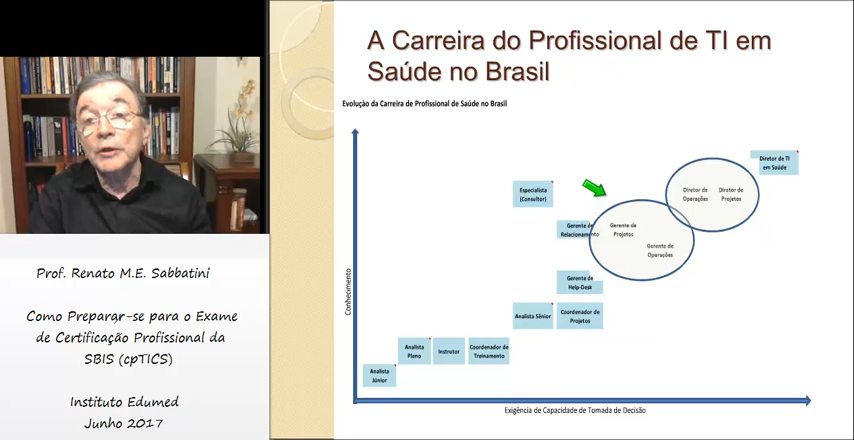 A Carreira do Profissional de TI em
Saúde no Brasil
Evolução da Carreira de Profissional de Saúde no Brasil
Conhecimento
Diretor de TI
em Saúde
Especialista
(Consultor)
Diretor de
Operações
Diretor de
Projetos
Gerente de
Relacionamento
Gerente de
Projetos
Gerente de
Operações
Gerente de
Help-Desk
Analista Sênior
Coordenador de
Projetos
Analista
Pleno
Instrutor
Coordenador de
Treinamento
Analista
Júnior
Exigência de Capacidade de Tomada de Decisão
Prof. Renato M.E. Sabbatini
Como Preparar-se para o Exame
de Certificação Profissional da
SBIS (cpTICS)
Instituto Edumed
Junho 2017